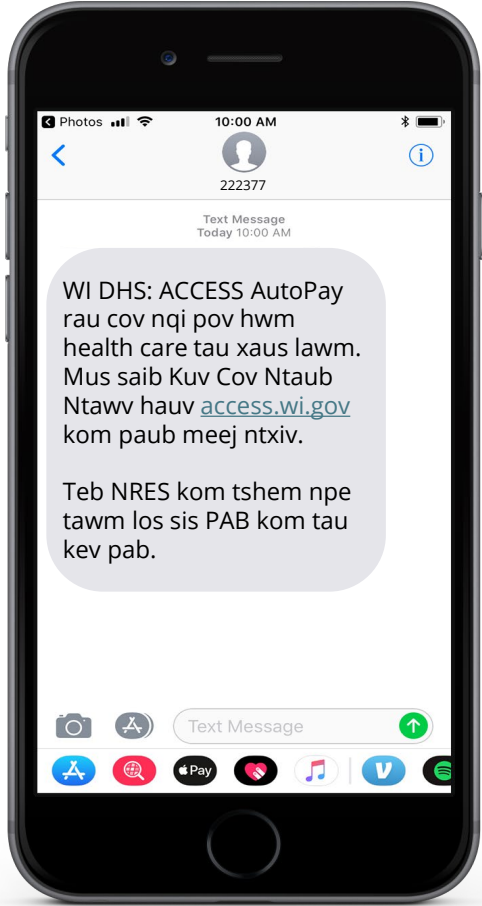 Photos 10:00 AM
222377
Text Message
Today 10:00 AM
WI DHS: ACCESS AutoPay
rau cov nqi pov hwm
health care tau xaus lawm.
Mus saib Kuv Cov Ntaub
Ntawv hauv access.wi.gov
kom paub meej ntxiv.
Teb NRES kom tshem npe
tawm los sis PAB kom tau
kev pab.
Text Message
Pay